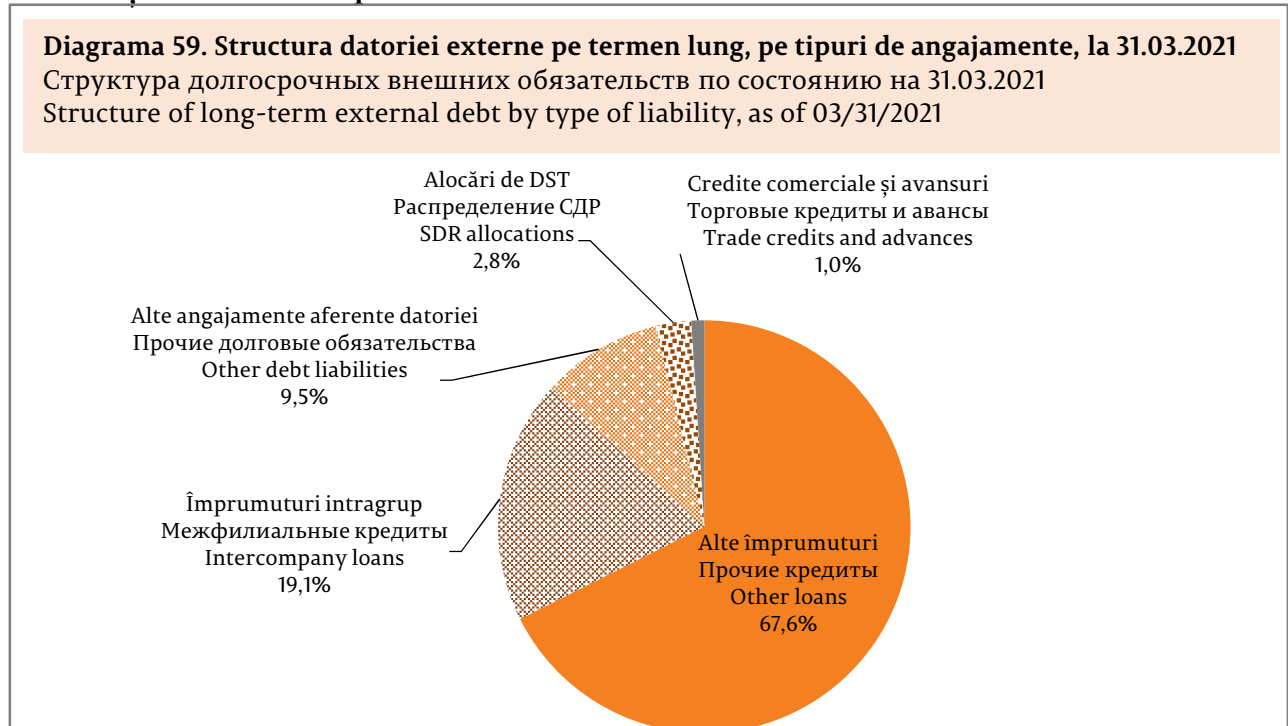 Diagrama 59. Structura datoriei externe pe termen lung, pe tipuri de angajamente, la 31.03.2021
Структура долгосрочных внешних обязательств по состоянию на 31.03.2021
Structure of long-term external debt by type of liability, as of 03/31/2021
Alocări de DST
Распределение СДР
SDR allocations
2,8%
Credite comerciale și avansuri
Торговые кредиты и авансы
Trade credits and advances
1,0%
Alte angajamente aferente datoriei
Прочие долговые обязательства
Other debt liabilities
9,5%
Împrumuturi intragrup
Межфилиальные кредиты
Intercompany loans
19,1%
Alte împrumuturi
Прочие кредиты
Other loans
67,6%